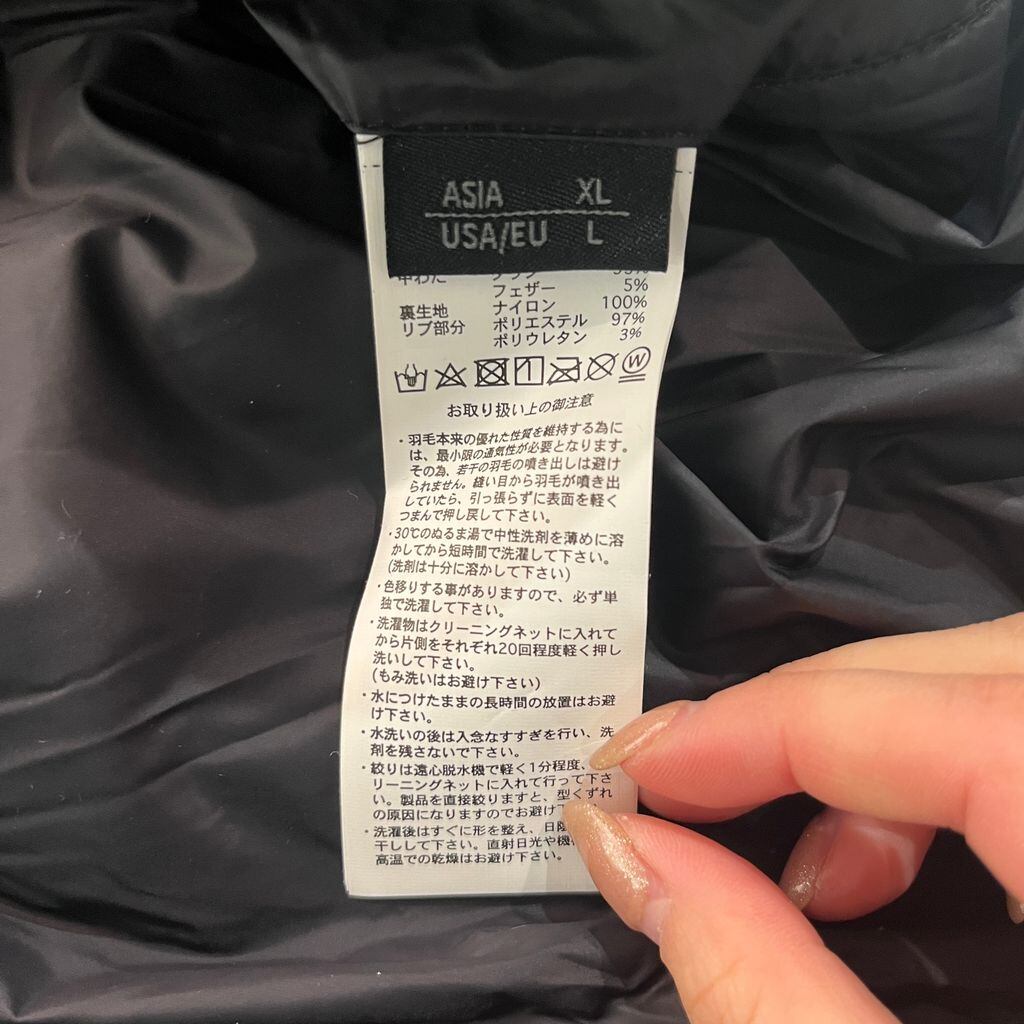 ASIA XL
USA/EU L
フェザー 5%
裏生地 ナイロン 100%
リブ部分 ポリエステル 97%
ポリウレタン 3%
W
お取り扱い上の御注意
・羽毛本来の優れた性質を維持する為に
は、最小限の通気性が必要となります。
その為、若干の羽毛の噴き出しは避け
られません。縫い目から羽毛が噴き出
していたら、引っ張らずに表面を軽く
つまんで押し戻して下さい。
・30℃のぬるま湯で中性洗剤を薄めに溶
かしてから短時間で洗濯して下さい。
(洗剤は十分に溶かして下さい)
・色移りする事がありますので、必ず単
独で洗濯して下さい。
・洗濯物はクリーニングネットに入れて
から片側をそれぞれ20回程度軽く押し
洗いして下さい。
(もみ洗いはお避け下さい)
・水につけたままの長時間の放置はお避
け下さい。
・水洗いの後は入念なすすぎを行い、洗
剤を残さないで下さい。
・絞りは遠心脱水機で軽く1分程度、
リーニングネットに入れて行って下さ
い。製品を直接絞りますと、型くずれ
の原因になりますのでお避け
・洗濯後はすぐに形を整え、日陰
干しして下さい。直射日光や機
高温での乾燥はお避け下さい。